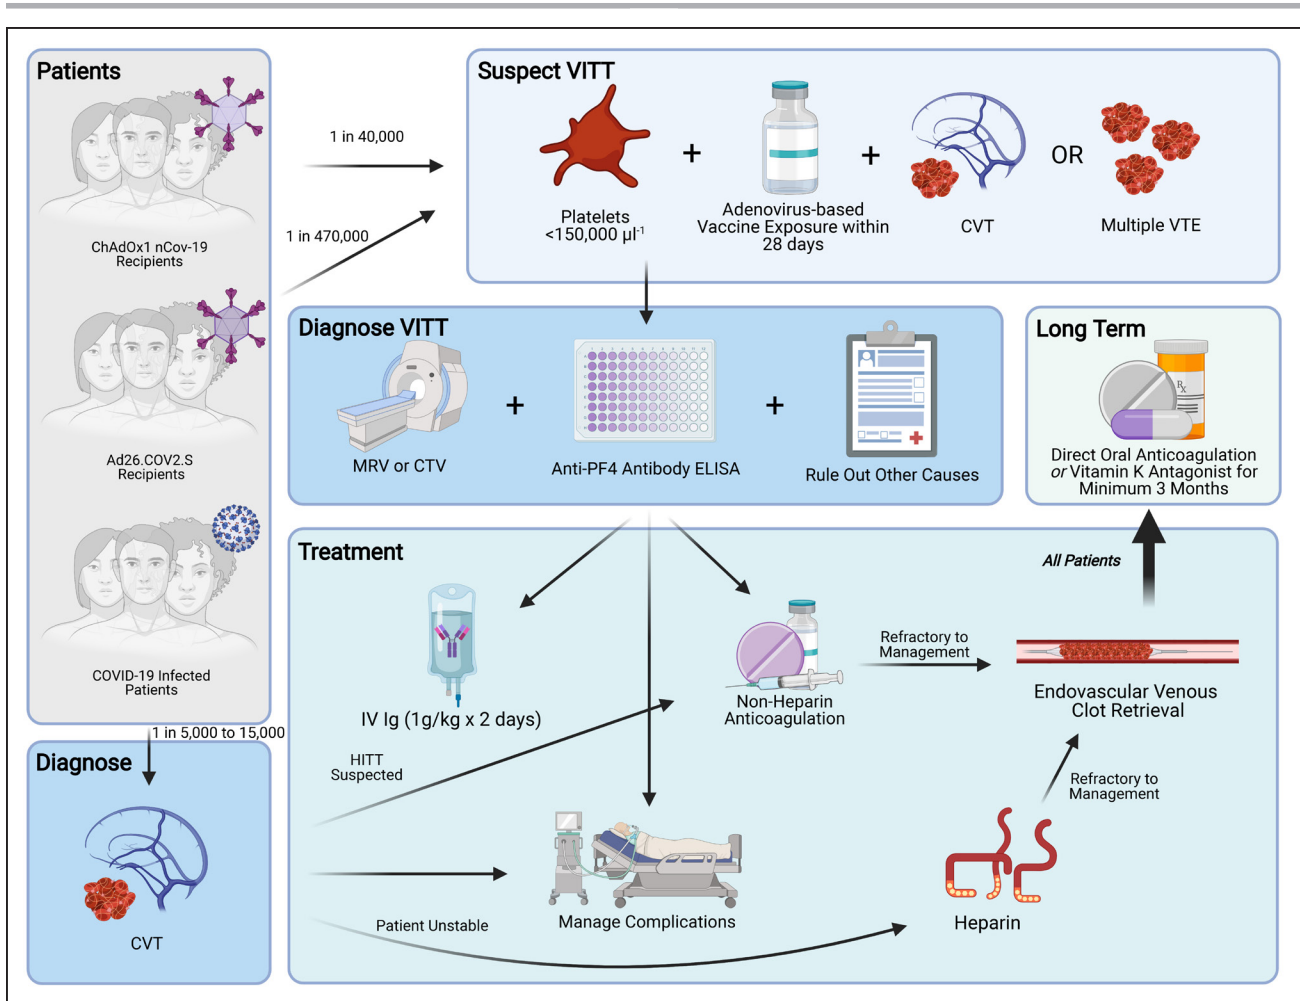 Patients
ChAdOx1 nCov-19
Recipients
Ad26.COV2.S
Recipients
COVID-19 Infected
Patients
1 in 40,000
1 in 470,000
1 in 5,000 to 15,000
Suspect VITT
Platelets
<150,000 µl-1
+
Adenovirus-based
Vaccine Exposure within
28 days
+
CVT
OR
Multiple VTE
Diagnose VITT
MRV or CTV
+
Anti-PF4 Antibody ELISA
+
Rule Out Other Causes
Long Term
Rx
Direct Oral Anticoagulation
or Vitamin K Antagonist for
Minimum 3 Months
Diagnose
CVT
Treatment
IV Ig (1g/kg x 2 days)
Non-Heparin
Anticoagulation
Refractory to
Management
All Patients
Endovascular Venous
Clot Retrieval
HITT
Suspected
Manage Complications
Patient Unstable
Heparin
Refractory to
Management